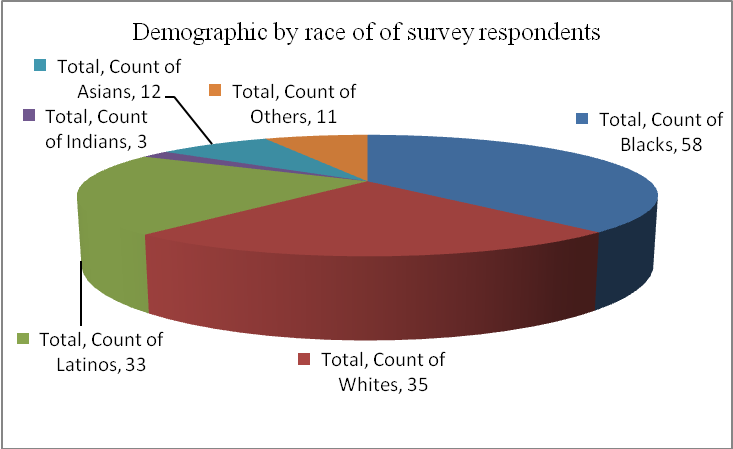 Demographic by race of of survey respondents
Total, Count of
Asians, 12
Total, Count of
Others, 11
Total, Count
of Indians, 3
Total, Count of
Blacks, 58
Total, Count of
Latinos, 33
Total, Count of
Whites, 35